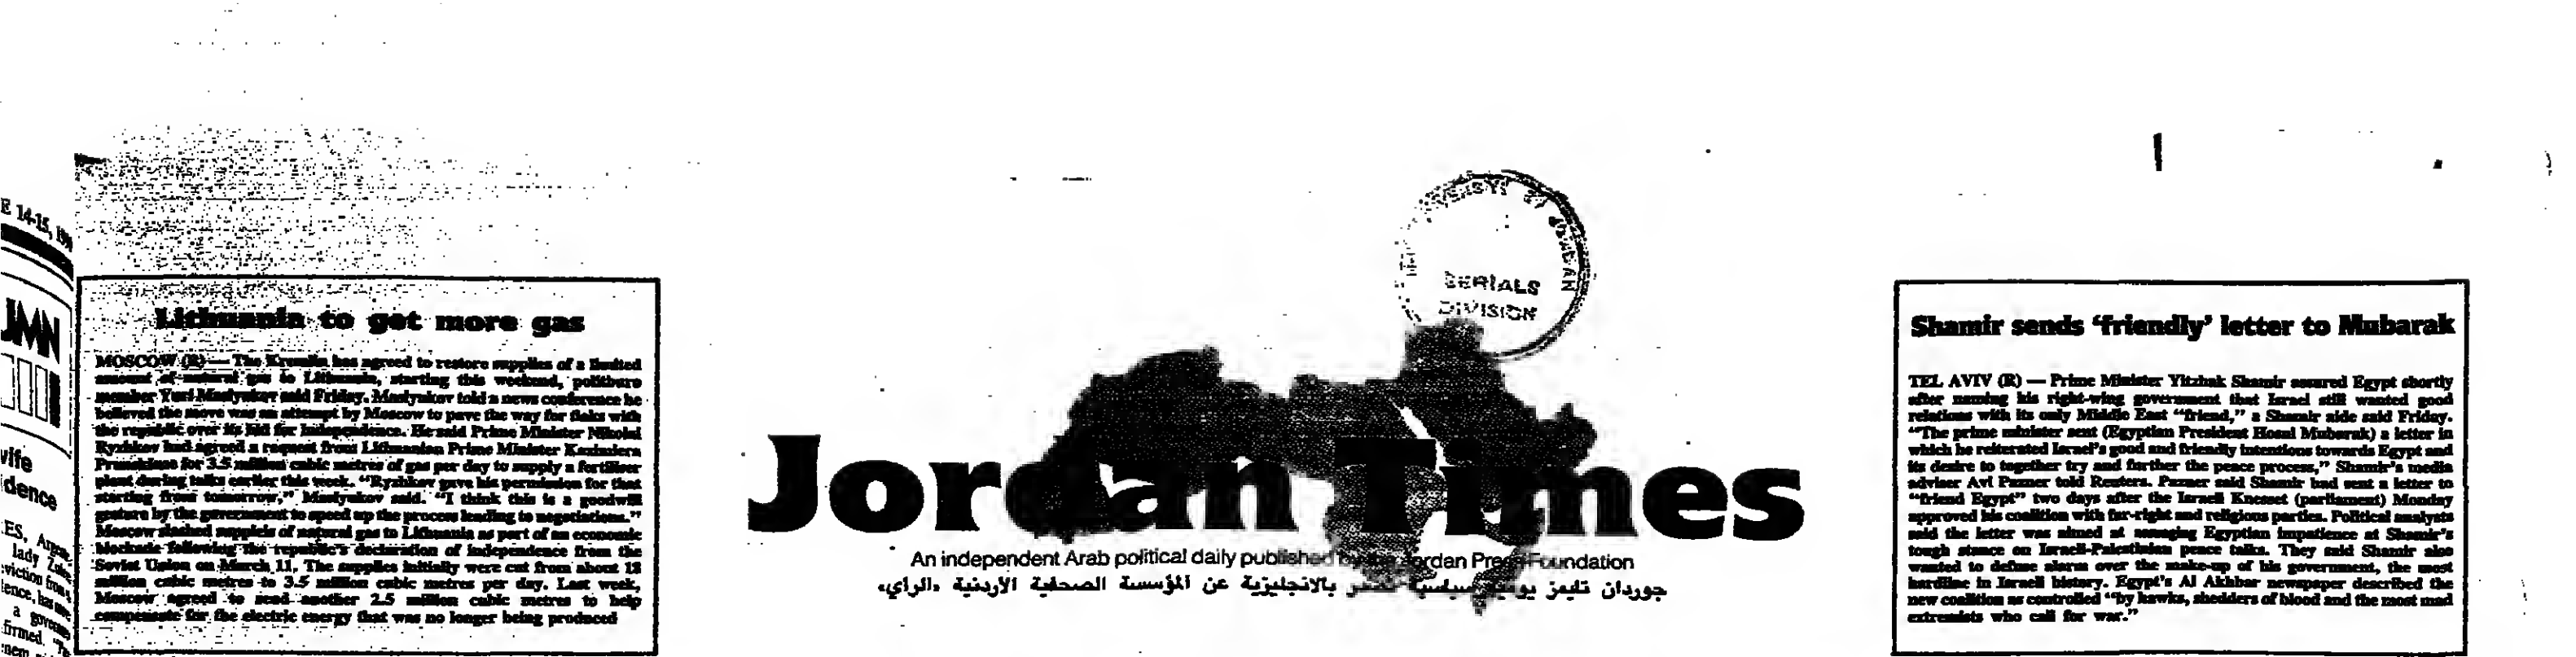 E 14-15, 199
JMN
wife
dence
ES, Argen
lady Zule
viction from
lence, has
a govern
firmed.
Lithuania to get more gas
MOSCOW (R) — The Kremlin has agreed to restore supplies of a limited
amount of natural gas to Lithuania, starting this weekend, politburo
member Yuri Maslyukov said Friday. Maslyukov told a news conference he
believed the move was an attempt by Moscow to pave the way for tlaks with
the republic over its bid for independence. He said Prime Minister Nikolai
Ryzhkov had agreed a request from Lithuanian Prime Minister Kazimiera
Prunskiene for 3.5 million cubic metres of gas per day to supply a fertiliser
plant during talks earlier this week. "Ryzhkov gave his permission for that
starting from tomorrow," Maslyukov said. "I think this is a goodwill
gesture by the government to speed up the process leading to negotiations."
Moscow slashed suppleis of natural gas to Lithuania as part of an economic
blockade following the republic's declaration of independence from the
Soviet Union on March 11. The supplies initially were cut from about 18
million cubic metres to 3.5 million cubic metres per day. Last week,
Moscow agreed to send another 2.5 million cubic metres to help
compensate for the electric energy that was no longer being produced
JORDAN
SERIALS
DIVISION
Jordan Times
An independent Arab political daily published by the Jordan Press Foundation
جوردان تايمز يومية سياسية تصدر بالانجليزية عن المؤسسة الصحفية الأردنية «الرأي»
Shamir sends 'friendly' letter to Mubarak
TEL AVIV (R) — Prime Minister Yitzhak Shamir assured Egypt shortly
after naming his right-wing government that Israel still wanted good
relations with its only Middle East "friend," a Shamir aide said Friday.
"The prime minister sent (Egyptian President Hosni Mubarak) a letter in
which he reiterated Israel's good and friendly intentions towards Egypt and
its desire to together try and further the peace process," Shamir's media
adviser Avi Pazner told Reuters. Pazner said Shamir had sent a letter to
"friend Egypt" two days after the Israeli Knesset (parliament) Monday
approved his coalition with far-right and religious parties. Political analysts
said the letter was aimed at assuaging Egyptian impatience at Shamir's
tough stance on Israeli-Palestinian peace talks. They said Shamir also
wanted to defuse alarm over the make-up of his government, the most
hardline in Israeli history. Egypt's Al Akhbar newspaper described the
new coalition as controlled "by hawks, shedders of blood and the most mad
extremists who call for war."